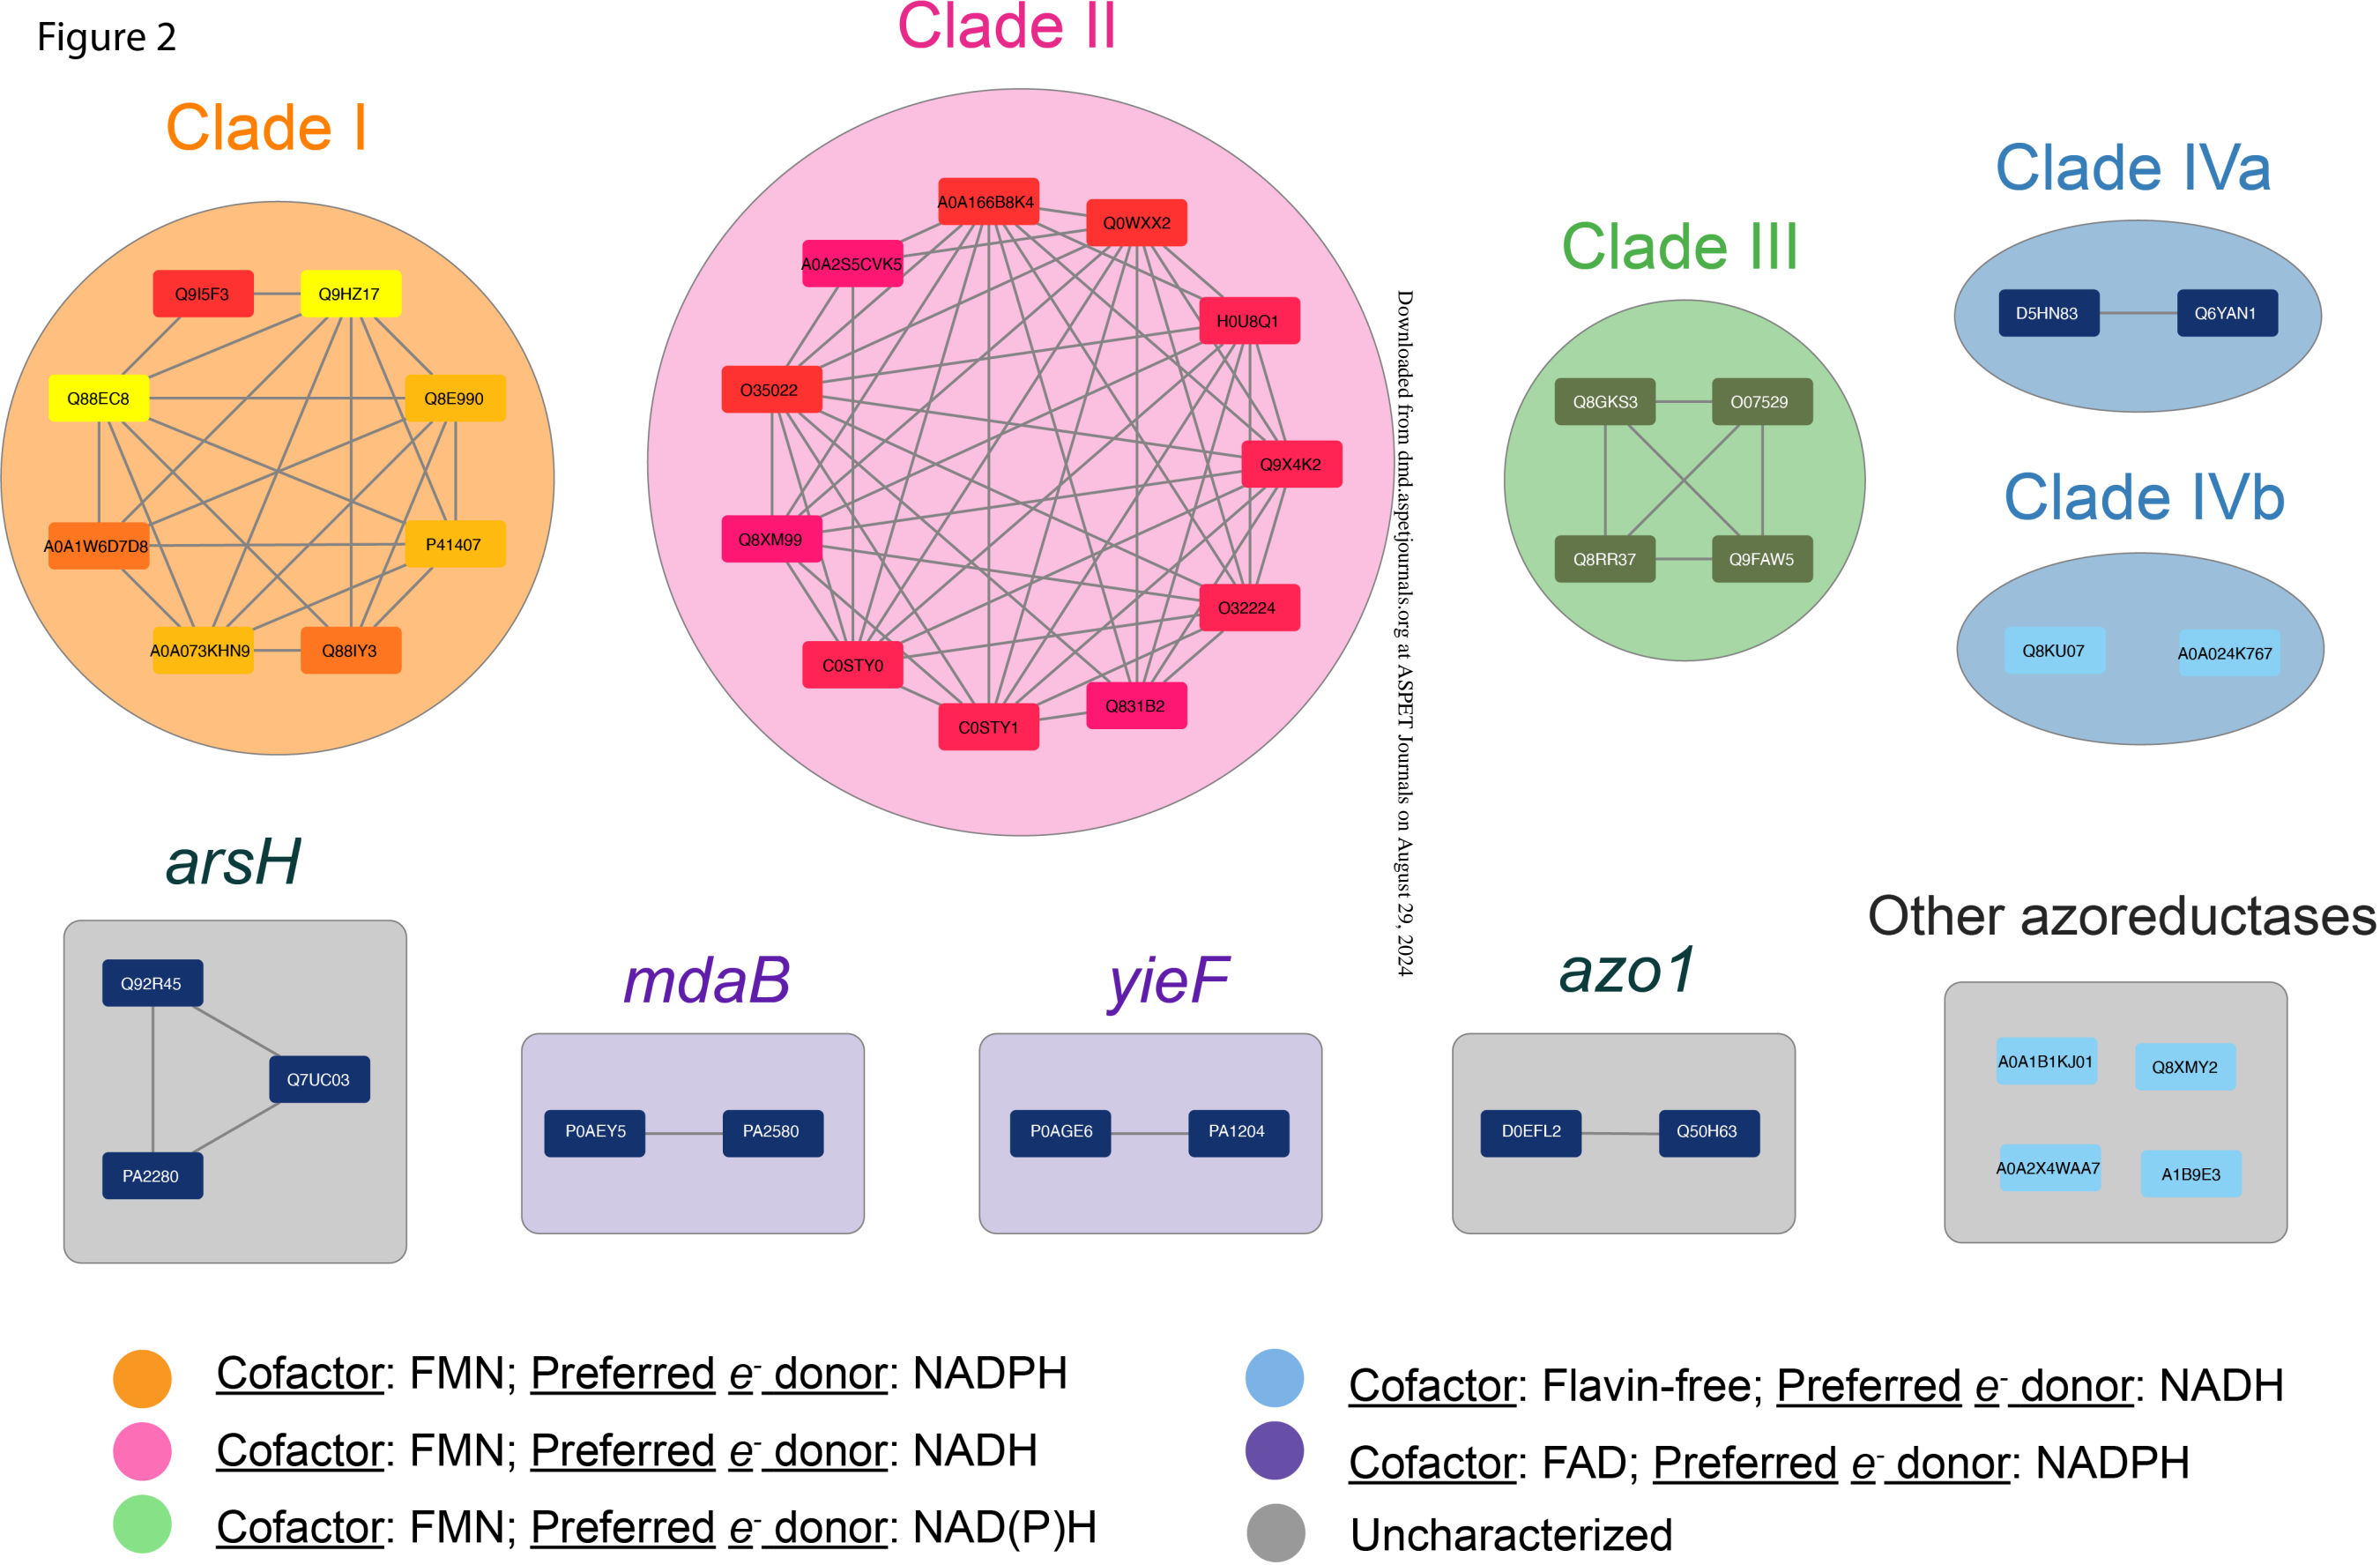 Figure 2
Clade II
Clade I
Clade IVa
Clade III
Clade IVb
A0A166B8K4
Q0WXX2
A0A2S5CVK5
H0U8Q1
O35022
Q9X4K2
Q8XM99
O32224
C0STY0
Q831B2
C0STY1
Q9I5F3
Q9HZ17
Q88EC8
Q8E990
A0A1W6D7D8
P41407
A0A073KHN9
Q88IY3
Q8GKS3
O07529
Q8RR37
Q9FAW5
D5HN83
Q6YAN1
Q8KU07
A0A024K767
Downloaded from dmd.aspetjournals.org at ASPET Journals on August 29, 2024
arsH
Q92R45
Q7UC03
PA2280
mdaB
P0AEY5
PA2580
yieF
P0AGE6
PA1204
azo1
D0EFL2
Q50H63
Other azoreductases
A0A1B1KJ01
Q8XMY2
A0A2X4WAA7
A1B9E3
Cofactor: FMN; Preferred e- donor: NADPH
Cofactor: FMN; Preferred e- donor: NADH
Cofactor: FMN; Preferred e- donor: NAD(P)H
Cofactor: Flavin-free; Preferred e- donor: NADH
Cofactor: FAD; Preferred e- donor: NADPH
Uncharacterized